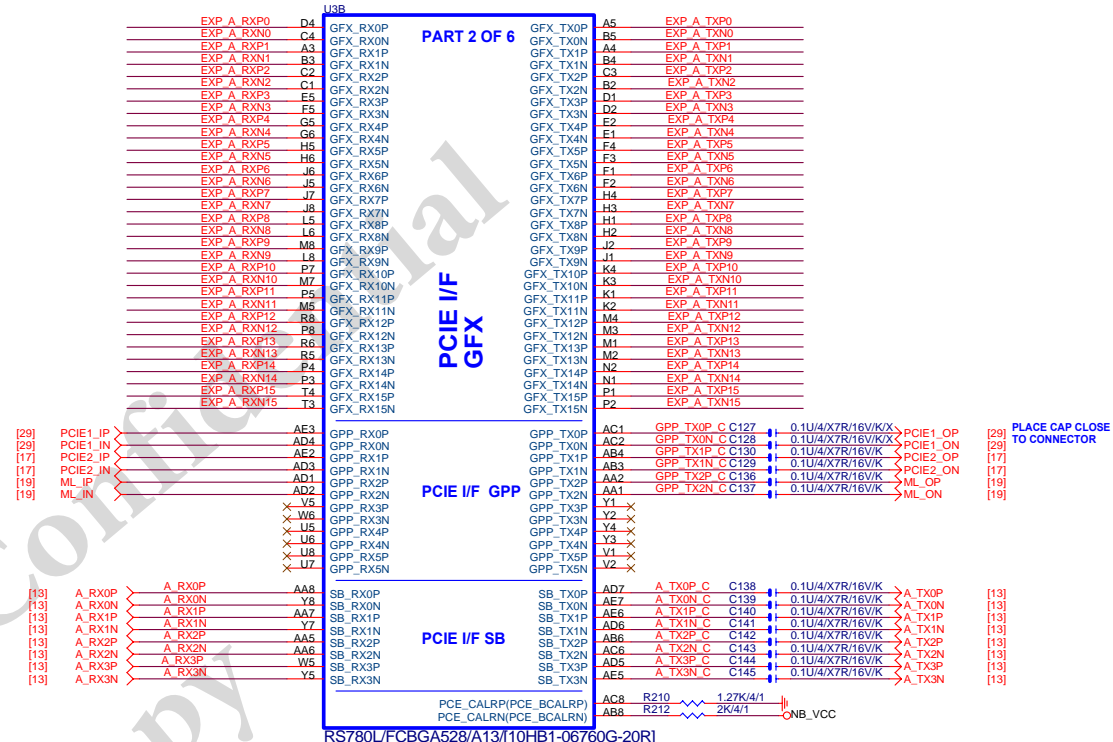 U3B
PART 2 OF 6
EXP_A_RXP0 D4 GFX_RX0P GFX_TX0P A5 EXP_A_TXP0
EXP_A_RXN0 C4 GFX_RX0N GFX_TX0N B5 EXP_A_TXN0
EXP_A_RXP1 A3 GFX_RX1P GFX_TX1P A4 EXP_A_TXP1
EXP_A_RXN1 B3 GFX_RX1N GFX_TX1N B4 EXP_A_TXN1
EXP_A_RXP2 C2 GFX_RX2P GFX_TX2P C3 EXP_A_TXP2
EXP_A_RXN2 C1 GFX_RX2N GFX_TX2N B2 EXP_A_TXN2
EXP_A_RXP3 E5 GFX_RX3P GFX_TX3P D1 EXP_A_TXP3
EXP_A_RXN3 F5 GFX_RX3N GFX_TX3N D2 EXP_A_TXN3
EXP_A_RXP4 G5 GFX_RX4P GFX_TX4P E2 EXP_A_TXP4
EXP_A_RXN4 G6 GFX_RX4N GFX_TX4N E1 EXP_A_TXN4
EXP_A_RXP5 H5 GFX_RX5P GFX_TX5P F4 EXP_A_TXP5
EXP_A_RXN5 H6 GFX_RX5N GFX_TX5N F3 EXP_A_TXN5
EXP_A_RXP6 J6 GFX_RX6P GFX_TX6P F1 EXP_A_TXP6
EXP_A_RXN6 J5 GFX_RX6N GFX_TX6N F2 EXP_A_TXN6
EXP_A_RXP7 J7 GFX_RX7P GFX_TX7P H4 EXP_A_TXP7
EXP_A_RXN7 J8 GFX_RX7N GFX_TX7N H3 EXP_A_TXN7
EXP_A_RXP8 L5 GFX_RX8P GFX_TX8P H1 EXP_A_TXP8
EXP_A_RXN8 L6 GFX_RX8N GFX_TX8N H2 EXP_A_TXN8
EXP_A_RXP9 M8 GFX_RX9P GFX_TX9P J2 EXP_A_TXP9
EXP_A_RXN9 L8 GFX_RX9N GFX_TX9N J1 EXP_A_TXN9
EXP_A_RXP10 P7 GFX_RX10P GFX_TX10P K4 EXP_A_TXP10
EXP_A_RXN10 M7 GFX_RX10N GFX_TX10N K3 EXP_A_TXN10
EXP_A_RXP11 P5 GFX_RX11P GFX_TX11P K1 EXP_A_TXP11
EXP_A_RXN11 M5 GFX_RX11N GFX_TX11N K2 EXP_A_TXN11
EXP_A_RXP12 R8 GFX_RX12P GFX_TX12P M4 EXP_A_TXP12
EXP_A_RXN12 P8 GFX_RX12N GFX_TX12N M3 EXP_A_TXN12
EXP_A_RXP13 R6 GFX_RX13P GFX_TX13P M1 EXP_A_TXP13
EXP_A_RXN13 R5 GFX_RX13N GFX_TX13N M2 EXP_A_TXN13
EXP_A_RXP14 P4 GFX_RX14P GFX_TX14P N2 EXP_A_TXP14
EXP_A_RXN14 P3 GFX_RX14N GFX_TX14N N1 EXP_A_TXN14
EXP_A_RXP15 T4 GFX_RX15P GFX_TX15P P1 EXP_A_TXP15
EXP_A_RXN15 T3 GFX_RX15N GFX_TX15N P2 EXP_A_TXN15
PCIE I/F
GFX
[29] PCIE1_IP AE3 GPP_RX0P GPP_TX0P AC1 GPP_TX0P_C C127 0.1U/4/X7R/16V/K/X PCIE1_OP [29]
[29] PCIE1_IN AD4 GPP_RX0N GPP_TX0N AC2 GPP_TX0N_C C128 0.1U/4/X7R/16V/K/X PCIE1_ON [29]
[17] PCIE2_IP AE2 GPP_RX1P GPP_TX1P AB4 GPP_TX1P_C C130 0.1U/4/X7R/16V/K PCIE2_OP [17]
[17] PCIE2_IN AD3 GPP_RX1N GPP_TX1N AB3 GPP_TX1N_C C129 0.1U/4/X7R/16V/K PCIE2_ON [17]
[19] ML_IP AD1 GPP_RX2P GPP_TX2P AA2 GPP_TX2P_C C136 0.1U/4/X7R/16V/K ML_OP [19]
[19] ML_IN AD2 GPP_RX2N GPP_TX2N AA1 GPP_TX2N_C C137 0.1U/4/X7R/16V/K ML_ON [19]
PLACE CAP CLOSE
TO CONNECTOR
V5 GPP_RX3P GPP_TX3P Y1
W6 GPP_RX3N GPP_TX3N Y2
U5 GPP_RX4P GPP_TX4P Y4
U6 GPP_RX4N GPP_TX4N Y3
U8 GPP_RX5P GPP_TX5P V1
U7 GPP_RX5N GPP_TX5N V2
PCIE I/F GPP
[13] A_RX0P A_RX0P AA8 SB_RX0P SB_TX0P AD7 A_TX0P_C C138 0.1U/4/X7R/16V/K A_TX0P [13]
[13] A_RX0N A_RX0N Y8 SB_RX0N SB_TX0N AE7 A_TX0N_C C139 0.1U/4/X7R/16V/K A_TX0N [13]
[13] A_RX1P A_RX1P AA7 SB_RX1P SB_TX1P AE6 A_TX1P_C C140 0.1U/4/X7R/16V/K A_TX1P [13]
[13] A_RX1N A_RX1N Y7 SB_RX1N SB_TX1N AD6 A_TX1N_C C141 0.1U/4/X7R/16V/K A_TX1N [13]
[13] A_RX2P A_RX2P AA5 SB_RX2P SB_TX2P AB6 A_TX2P_C C142 0.1U/4/X7R/16V/K A_TX2P [13]
[13] A_RX2N A_RX2N AA6 SB_RX2N SB_TX2N AC6 A_TX2N_C C143 0.1U/4/X7R/16V/K A_TX2N [13]
[13] A_RX3P A_RX3P W5 SB_RX3P SB_TX3P AD5 A_TX3P_C C144 0.1U/4/X7R/16V/K A_TX3P [13]
[13] A_RX3N A_RX3N Y5 SB_RX3N SB_TX3N AE5 A_TX3N_C C145 0.1U/4/X7R/16V/K A_TX3N [13]
PCIE I/F SB
PCE_CALRP(PCE_BCALRP) AC8 R210 1.27K/4/1
PCE_CALRN(PCE_BCALRN) AB8 R212 2K/4/1 NB_VCC
RS780L/FCBGA528/A13/[10HB1-06760G-20R]
Confidential
Copy